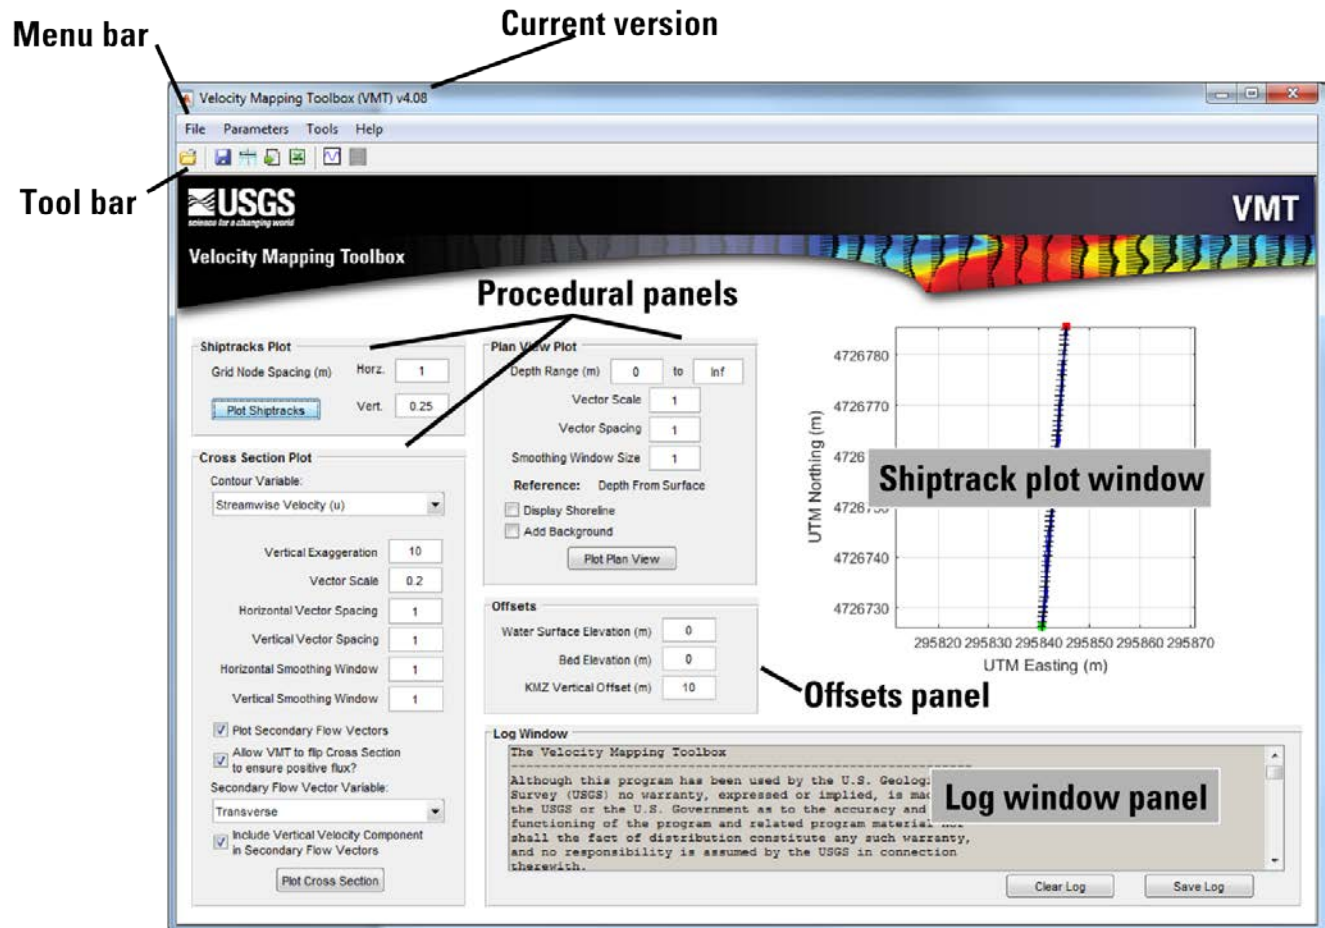 Current version
Menu bar
Velocity Mapping Toolbox (VMT) v4.08
File Parameters Tools Help
Tool bar
USGS
science for a changing world
VMT
Velocity Mapping Toolbox
Procedural panels
Shiptracks Plot
Grid Node Spacing (m) Horz. 1
Plot Shiptracks Vert. 0.25
Cross Section Plot
Contour Variable:
Streamwise Velocity (u)
Vertical Exaggeration 10
Vector Scale 0.2
Horizontal Vector Spacing 1
Vertical Vector Spacing 1
Horizontal Smoothing Window 1
Vertical Smoothing Window 1
Plot Secondary Flow Vectors
Allow VMT to flip Cross Section
to ensure positive flux?
Secondary Flow Vector Variable:
Transverse
Include Vertical Velocity Component
in Secondary Flow Vectors
Plot Cross Section
Plan View Plot
Depth Range (m) 0 to Inf
Vector Scale 1
Vector Spacing 1
Smoothing Window Size 1
Reference: Depth From Surface
Display Shoreline
Add Background
Plot Plan View
Offsets
Water Surface Elevation (m) 0
Bed Elevation (m) 0
KMZ Vertical Offset (m) 10
Offsets panel
UTM Northing (m)
4726780
4726770
4726
Shiptrack plot window
4726740
4726730
295820 295830 295840 295850 295860 295870
UTM Easting (m)
Log Window
The Velocity Mapping Toolbox
Although this program has been used by the U.S.
Survey (USGS) no warranty, expressed or implied, is
the USGS or the U.S. Government as to the accuracy and
functioning of the program and related program material
shall the fact of distribution constitute any such warranty,
and no responsibility is assumed by the USGS in connection
therewith.
Log window panel
Clear Log Save Log